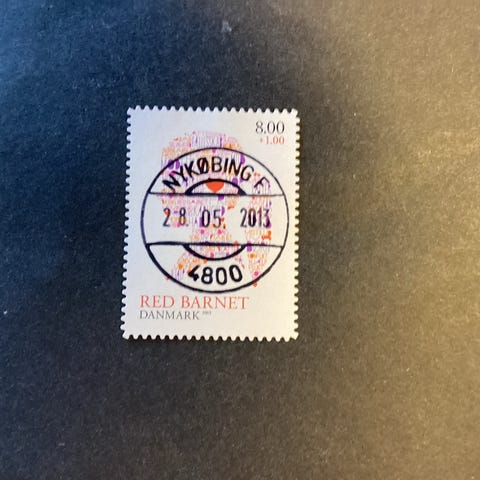 8.00
+1.00
NYKØBING F
28. 05. 2013
4800
RED BARNET
DANMARK